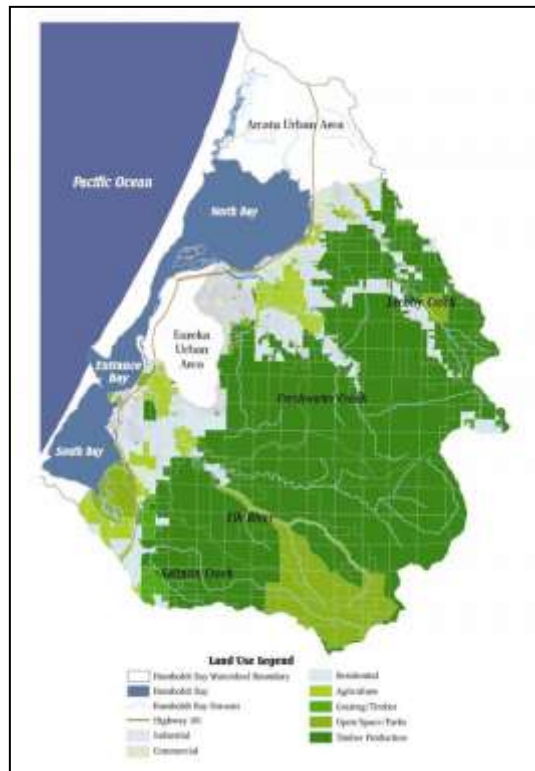 Arcata Urban Area
Pacific Ocean
North Bay
Jacoby Creek
Eureka
Urban
Area
Entrance
Bay
Freshwater Creek
South Bay
Elk River
Salmon Creek
Land Use Legend
Humboldt Bay Watershed Boundary
Humboldt Bay
Humboldt Bay Streams
Highway 101
Industrial
Commercial
Residential
Agriculture
Grazing/Timber
Open Space/Parks
Timber Production